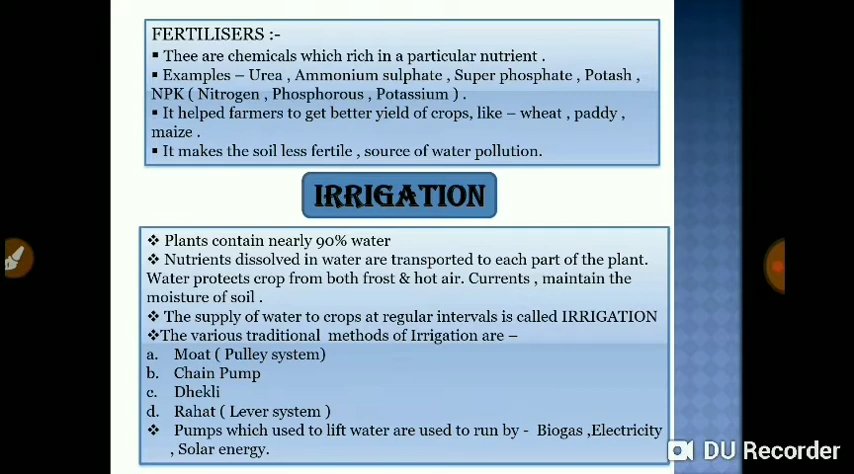 FERTILISERS :-
▪ Thee are chemicals which rich in a particular nutrient .
▪ Examples – Urea , Ammonium sulphate , Super phosphate , Potash ,
NPK ( Nitrogen , Phosphorous , Potassium ) .
▪ It helped farmers to get better yield of crops, like – wheat , paddy ,
maize .
▪ It makes the soil less fertile , source of water pollution.
IRRIGATION
❖ Plants contain nearly 90% water
❖ Nutrients dissolved in water are transported to each part of the plant.
Water protects crop from both frost & hot air. Currents , maintain the
moisture of soil .
❖ The supply of water to crops at regular intervals is called IRRIGATION
❖The various traditional methods of Irrigation are –
a. Moat ( Pulley system)
b. Chain Pump
c. Dhekli
d. Rahat ( Lever system )
❖ Pumps which used to lift water are used to run by - Biogas ,Electricity
, Solar energy.
DU Recorder